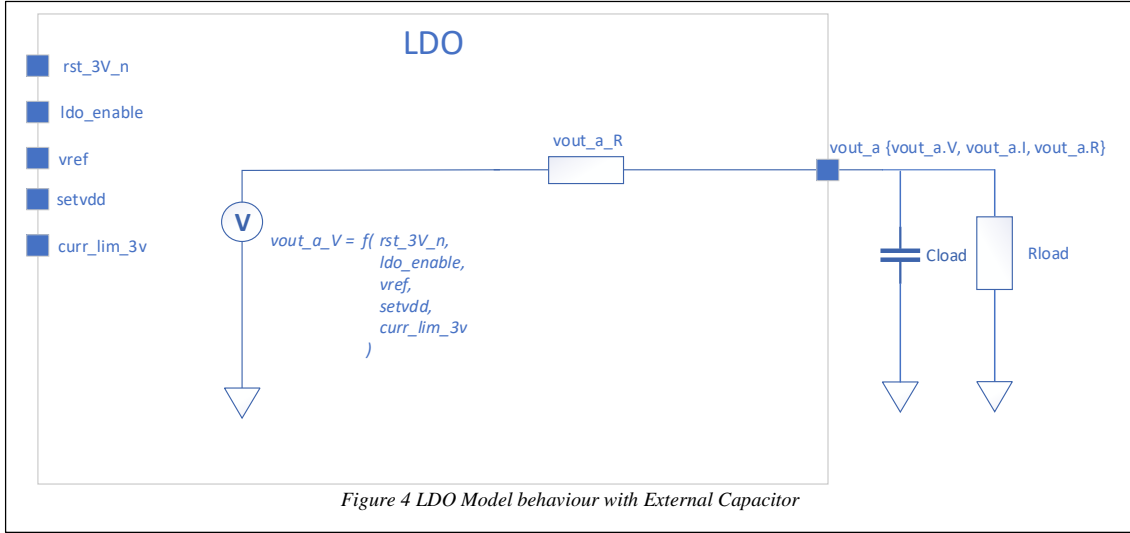 LDO
rst_3V_n
ldo_enable
vref
setvdd
curr_lim_3v
V
vout_a_V = f( rst_3V_n,
ldo_enable,
vref,
setvdd,
curr_lim_3v
)
vout_a_R
vout_a {vout_a.V, vout_a.I, vout_a.R}
Cload
Rload
Figure 4 LDO Model behaviour with External Capacitor